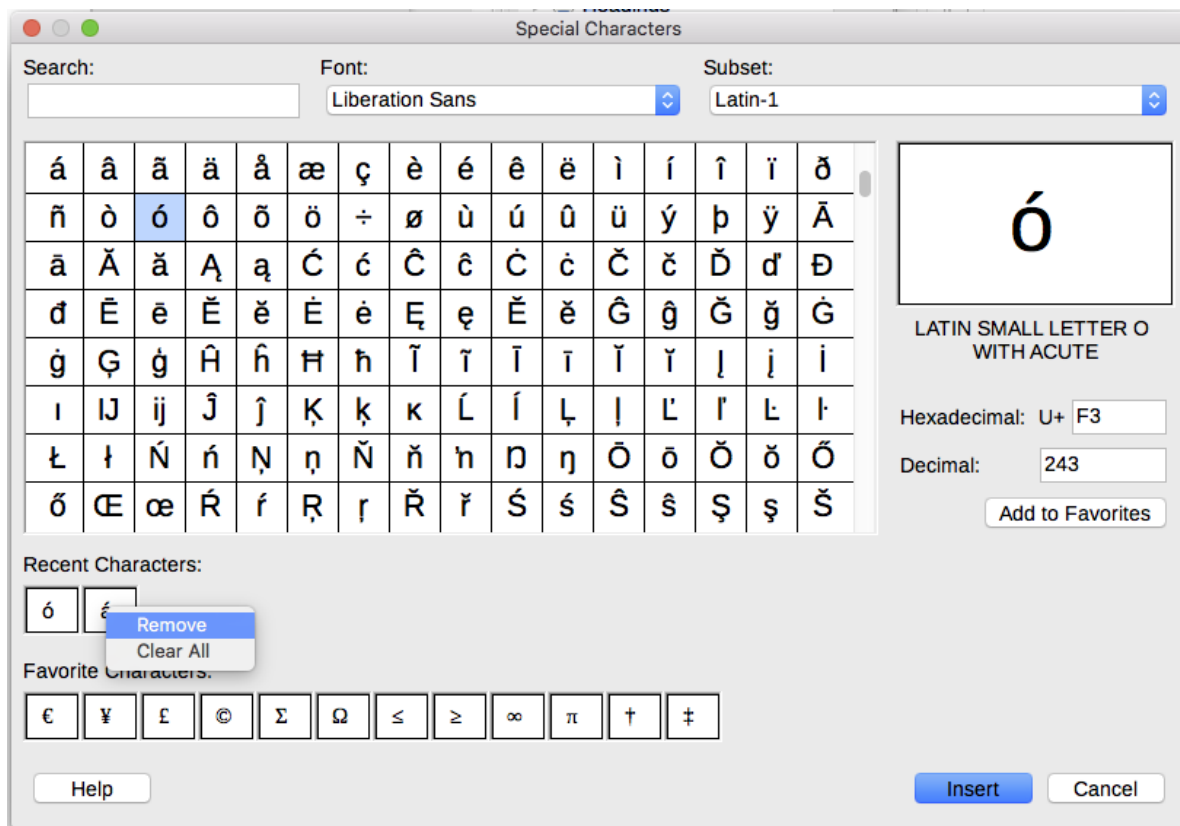 Special Characters
Search: Font: Subset:
Liberation Sans Latin-1
á â ã ä å æ ç è é ê ë ì í î ï ð
ñ ò ó ô õ ö ÷ ø ù ú û ü ý þ ÿ Ā
ā Ă ă Ą ą Ć ć Ĉ ĉ Ċ ċ Č č Ď ď Đ
đ Ē ē Ĕ ĕ Ė ė Ę ę Ě ě Ĝ ĝ Ğ ğ Ġ
ġ Ģ ģ Ĥ ĥ Ħ ħ Ĩ ĩ Ī ī Ĭ ĭ Į į İ
ı Ĳ ĳ Ĵ ĵ Ķ ķ ĸ Ĺ ĺ Ļ ļ Ľ ľ Ŀ ŀ
Ł ł Ń ń Ņ ņ Ň ň ŉ Ŋ ŋ Ō ō Ŏ ŏ Ő
ő Œ œ Ŕ ŕ Ŗ ŗ Ř ř Ś ś Ŝ ŝ Ş ş Š
ó
LATIN SMALL LETTER O
WITH ACUTE
Hexadecimal: U+ F3
Decimal: 243
Add to Favorites
Recent Characters:
ó á
Remove
Clear All
Favorite Characters:
€ ¥ £ © Σ Ω ≤ ≥ ∞ π † ‡
Help Insert Cancel